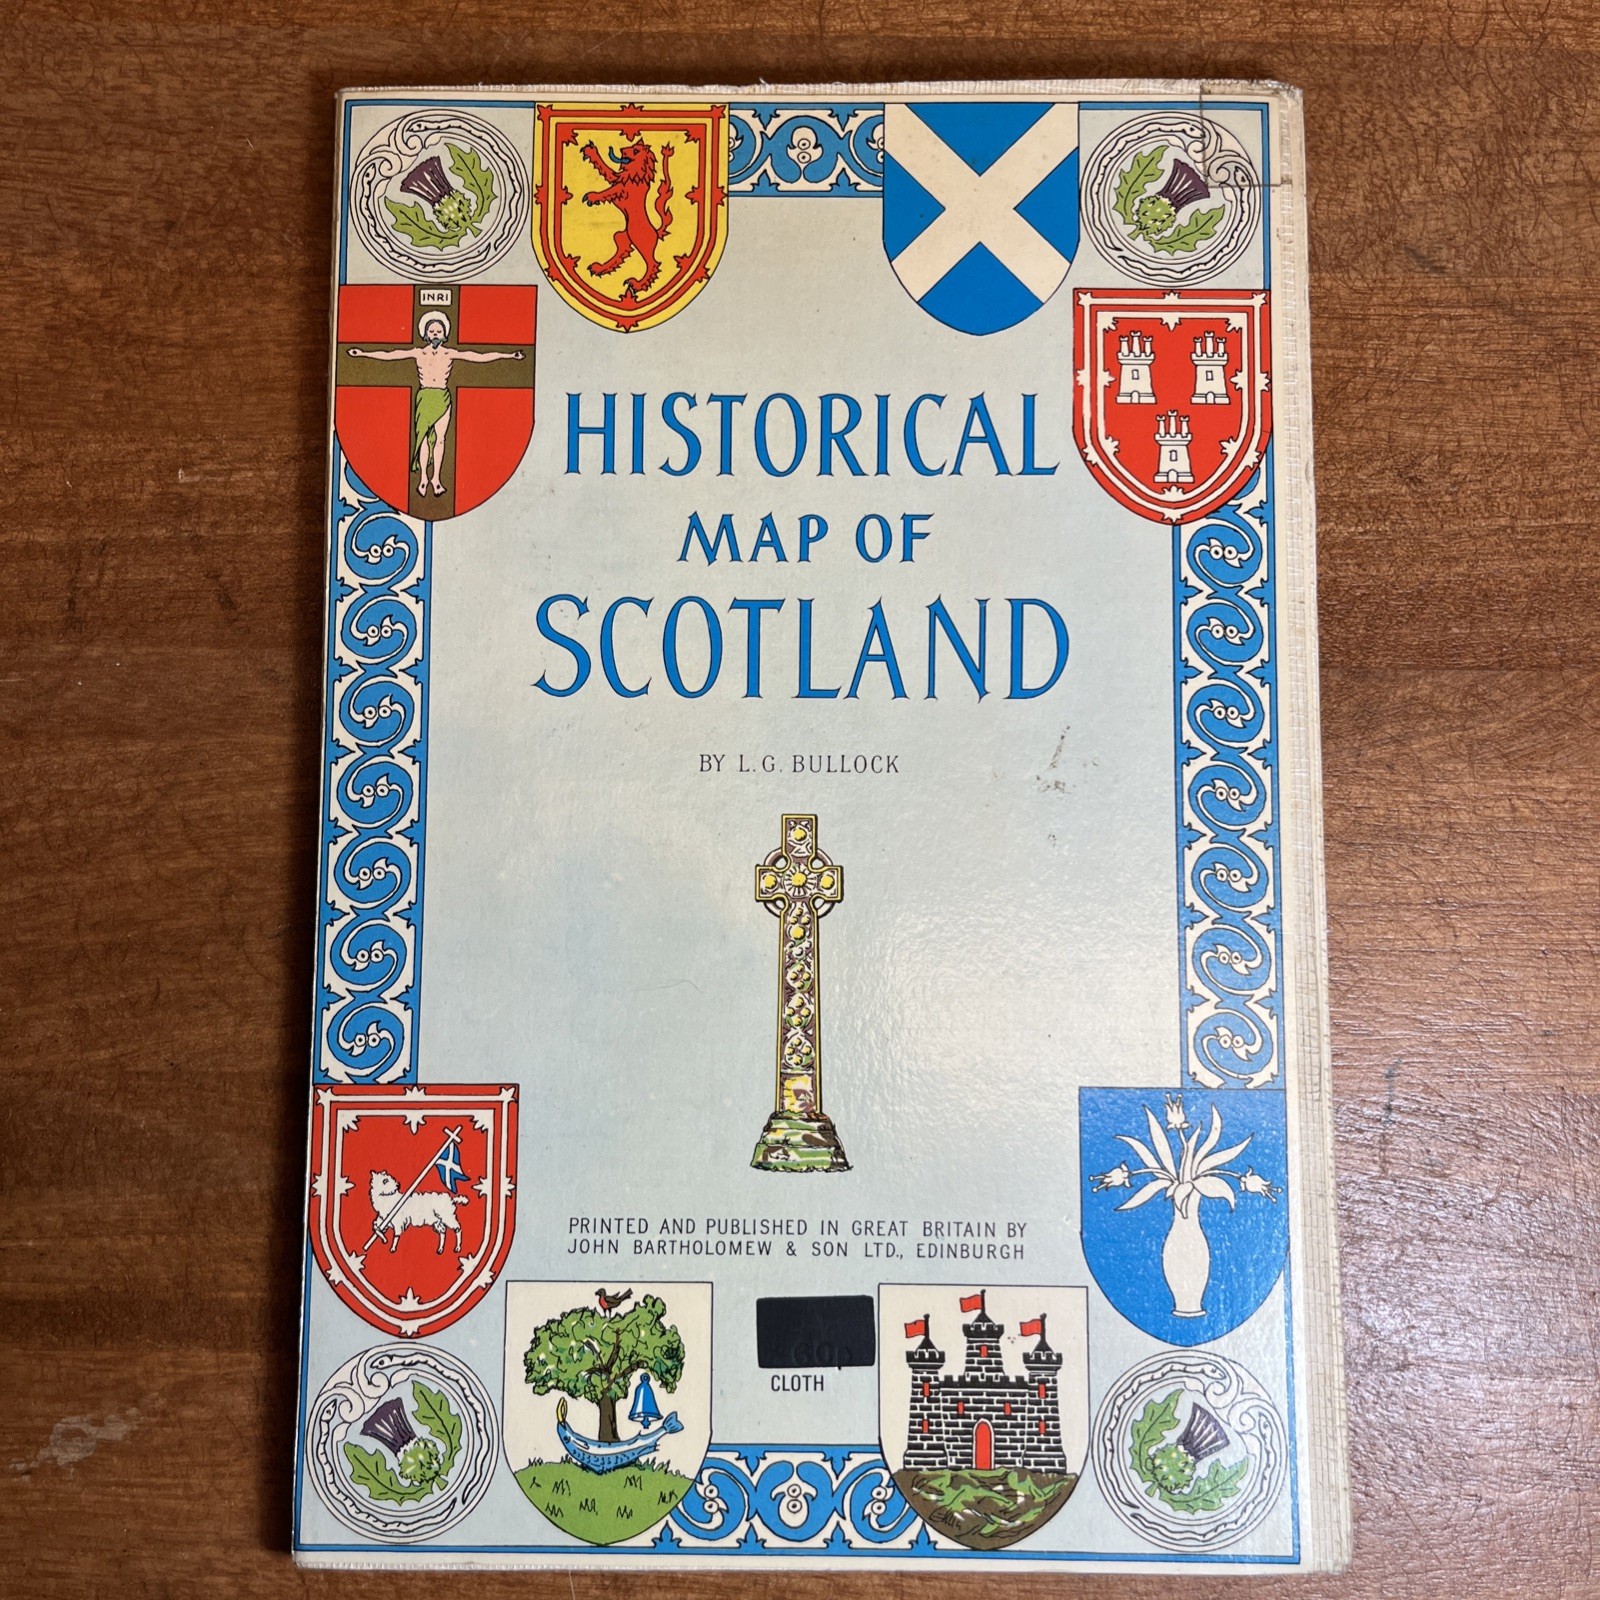 INRI
HISTORICAL
MAP OF
SCOTLAND
BY L.G. BULLOCK
PRINTED AND PUBLISHED IN GREAT BRITAIN BY
JOHN BARTHOLOMEW & SON LTD., EDINBURGH
60p
CLOTH